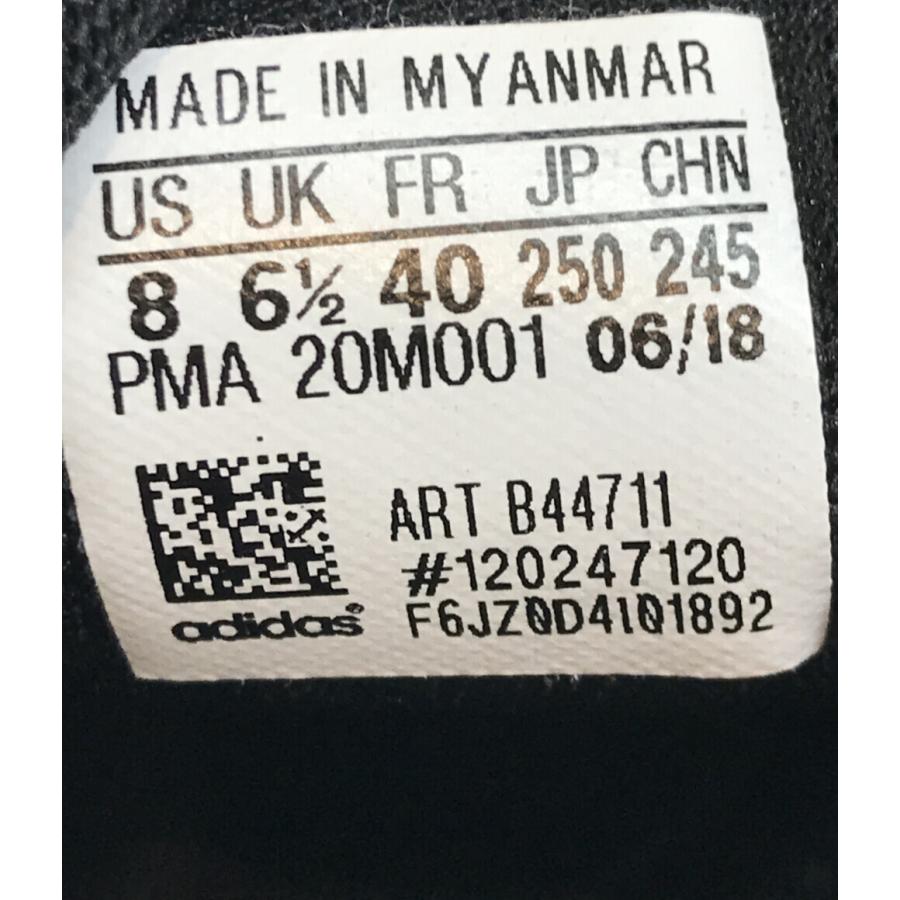 MADE IN MYANMAR
US UK FR JP CHN
8 6½ 40 250 245
PMA 20M001 06/18
ART B44711
#120247120
adidas® F6JZ0D4l01892